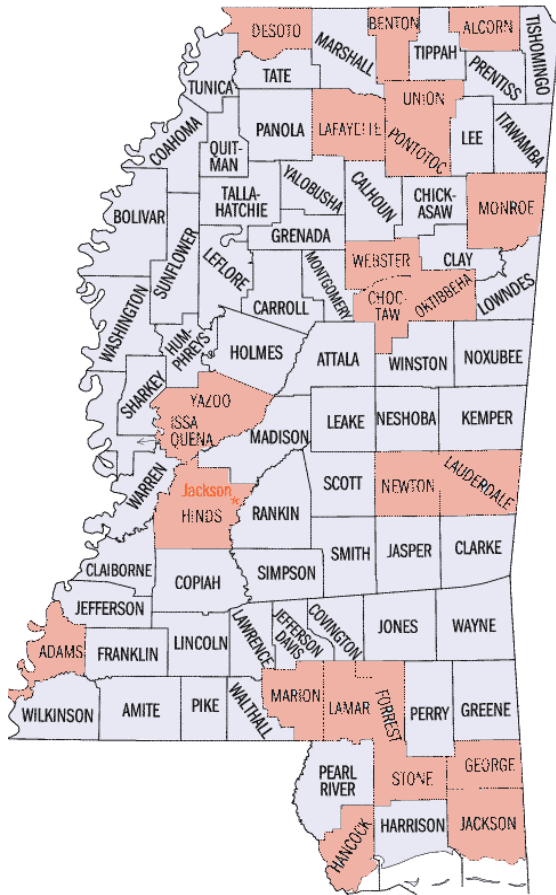 DESOTO
BENTON
ALCORN
TISHOMINGO
MARSHALL
TIPPAH
PRENTISS
TATE
TUNICA
UNION
COAHOMA
PANOLA
LAFAYETTE
PONTOTOC
LEE
ITAWAMBA
QUIT-
MAN
YALOBUSHA
CALHOUN
CHICK-
ASAW
MONROE
TALLA-
HATCHIE
BOLIVAR
SUNFLOWER
LEFLORE
GRENADA
WEBSTER
CLAY
MONTGOMERY
CARROLL
CHOC-
TAW
OKTIBBEHA
LOWNDES
WASHINGTON
HUM-
PHREYS
HOLMES
ATTALA
WINSTON
NOXUBEE
SHARKEY
YAZOO
ISSA
QUENA
LEAKE
NESHOBA
KEMPER
MADISON
WARREN
SCOTT
NEWTON
LAUDERDALE
Jackson
*
HINDS
RANKIN
SMITH
JASPER
CLARKE
CLAIBORNE
COPIAH
SIMPSON
JEFFERSON
LAWRENCE
JEFFERSON
DAVIS
COVINGTON
JONES
WAYNE
ADAMS
FRANKLIN
LINCOLN
WILKINSON
AMITE
PIKE
WALTHALL
MARION
LAMAR
FORREST
PERRY
GREENE
PEARL
RIVER
STONE
GEORGE
HANCOCK
HARRISON
JACKSON